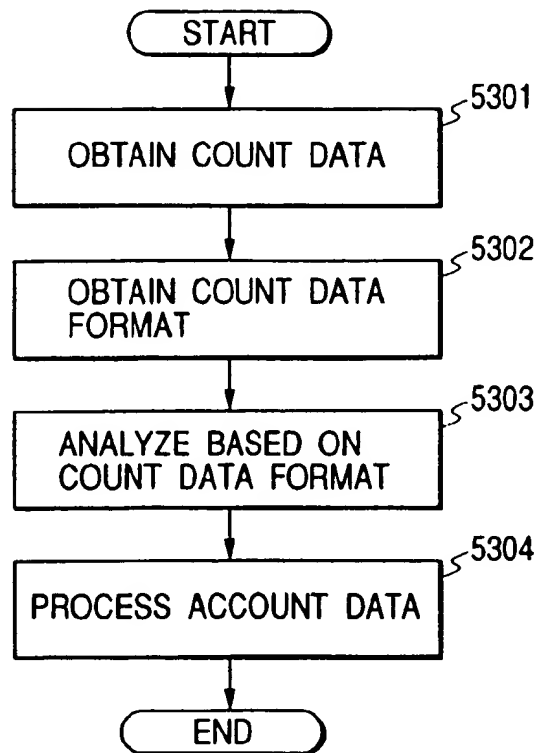 START
5301
OBTAIN COUNT DATA
5302
OBTAIN COUNT DATA
FORMAT
5303
ANALYZE BASED ON
COUNT DATA FORMAT
5304
PROCESS ACCOUNT DATA
END